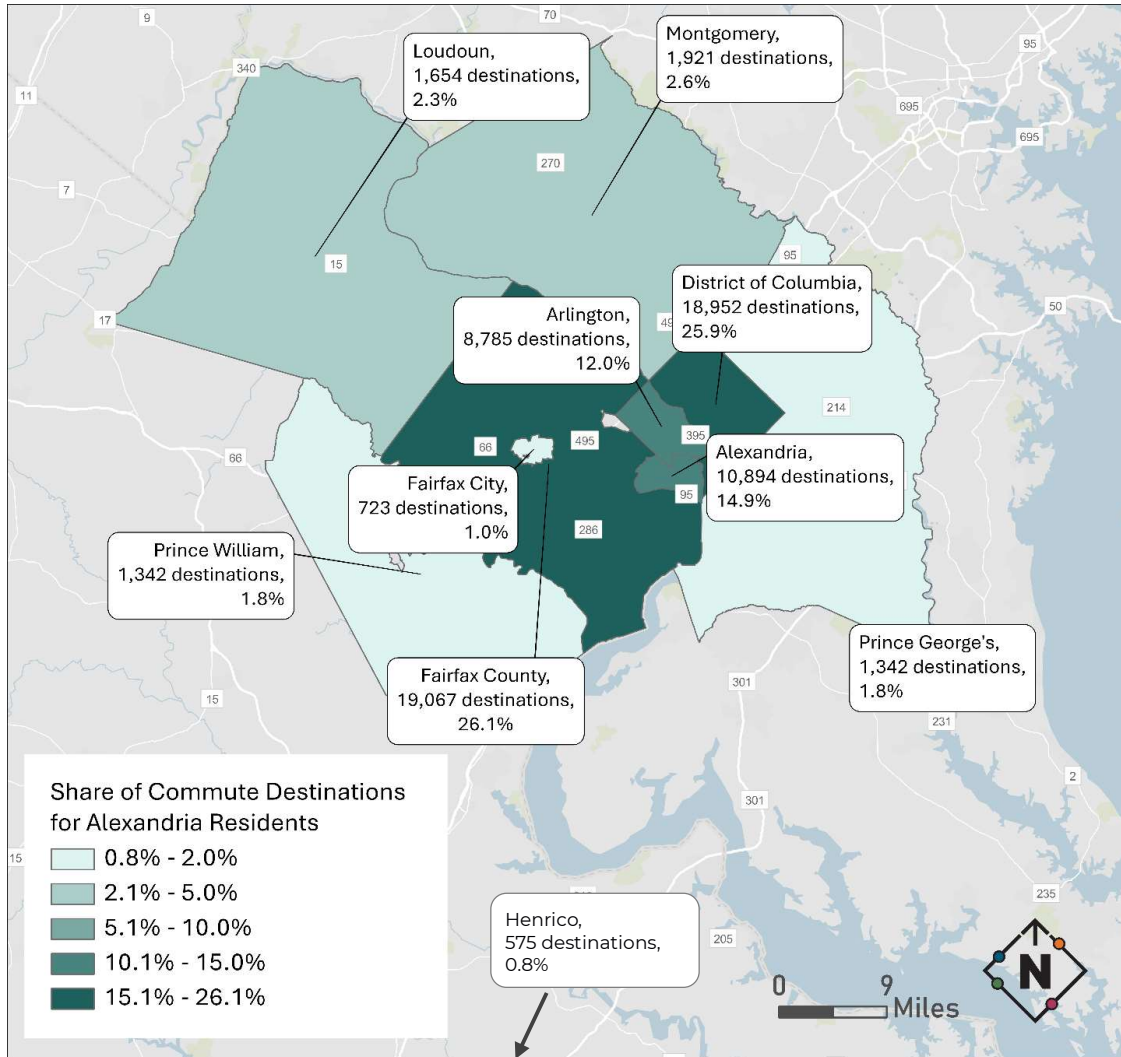 9
70
95
340
Loudoun,
1,654 destinations,
2.3%
Montgomery,
1,921 destinations,
2.6%
11
695
695
270
7
15
95
17
Arlington,
8,785 destinations,
12.0%
49
District of Columbia,
18,952 destinations,
25.9%
50
214
66
66
495
395
Fairfax City,
723 destinations,
1.0%
Alexandria,
10,894 destinations,
14.9%
95
286
Prince William,
1,342 destinations,
1.8%
Fairfax County,
19,067 destinations,
26.1%
Prince George's,
1,342 destinations,
1.8%
301
15
231
2
Share of Commute Destinations
for Alexandria Residents
0.8% - 2.0%
2.1% - 5.0%
5.1% - 10.0%
10.1% - 15.0%
15.1% - 26.1%
15
301
235
Henrico,
575 destinations,
0.8%
205
0 9
Miles
N